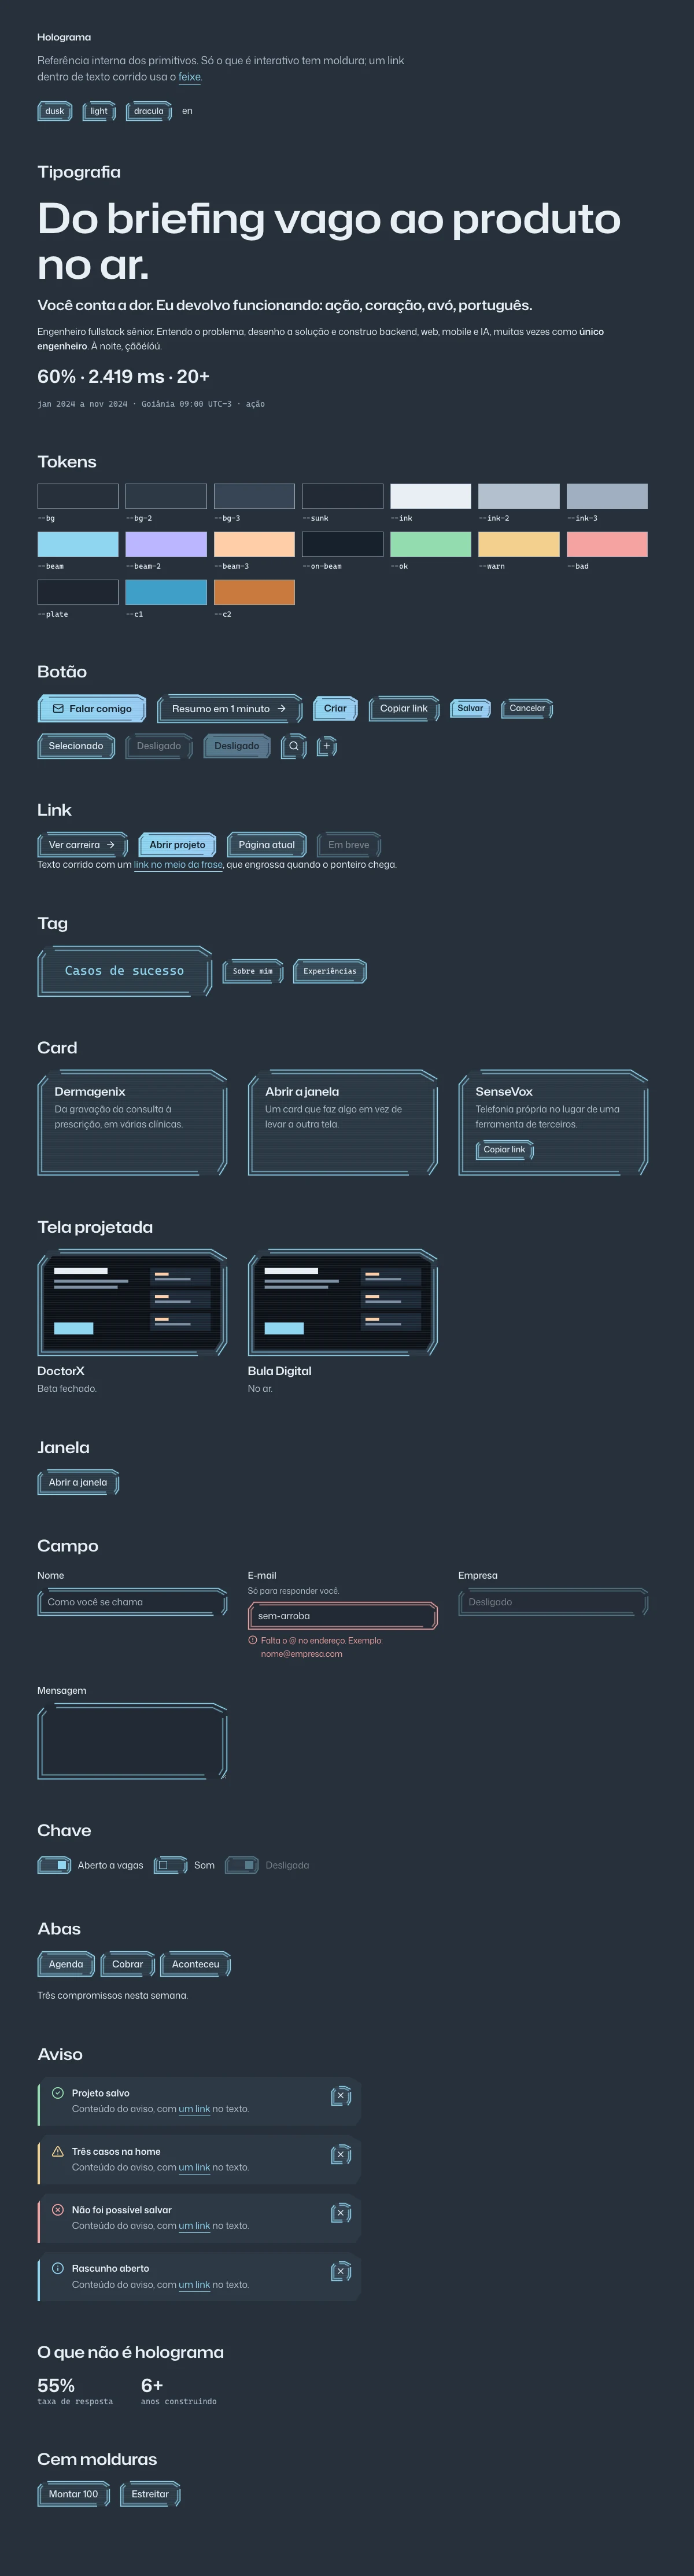 Holograma
Referência interna dos primitivos. Só o que é interativo tem moldura; um link
dentro de texto corrido usa o feixe.
dusk light dracula en
Tipografia
Do briefing vago ao produto
no ar.
Você conta a dor. Eu devolvo funcionando: ação, coração, avó, português.
Engenheiro fullstack sênior. Entendo o problema, desenho a solução e construo backend, web, mobile e IA, muitas vezes como único
engenheiro. À noite, çãõéíóú.
60% · 2.419 ms · 20+
jan 2024 a nov 2024 · Goiânia 09:00 UTC−3 · ação
Tokens
--bg --bg-2 --bg-3 --sunk --ink --ink-2 --ink-3
--beam --beam-2 --beam-3 --on-beam --ok --warn --bad
--plate --c1 --c2
Botão
Falar comigo Resumo em 1 minuto → Criar Copiar link Salvar Cancelar
Selecionado Desligado Desligado +
Link
Ver carreira → Abrir projeto Página atual Em breve
Texto corrido com um link no meio da frase, que engrossa quando o ponteiro chega.
Tag
Casos de sucesso Sobre mim Experiências
Card
Dermagenix Abrir a janela SenseVox
Da gravação da consulta à Um card que faz algo em vez de Telefonia própria no lugar de uma
prescrição, em várias clínicas. levar a outra tela. ferramenta de terceiros.
Copiar link
Tela projetada
DoctorX Bula Digital
Beta fechado. No ar.
Janela
Abrir a janela
Campo
Nome E-mail Empresa
Só para responder você.
Como você se chama sem-arroba Desligado
Falta o @ no endereço. Exemplo:
nome@empresa.com
Mensagem
Chave
Aberto a vagas Som Desligada
Abas
Agenda Cobrar Aconteceu
Três compromissos nesta semana.
Aviso
Projeto salvo
Conteúdo do aviso, com um link no texto.
Três casos na home
Conteúdo do aviso, com um link no texto.
Não foi possível salvar
Conteúdo do aviso, com um link no texto.
Rascunho aberto
Conteúdo do aviso, com um link no texto.
O que não é holograma
55% 6+
taxa de resposta anos construindo
Cem molduras
Montar 100 Estreitar